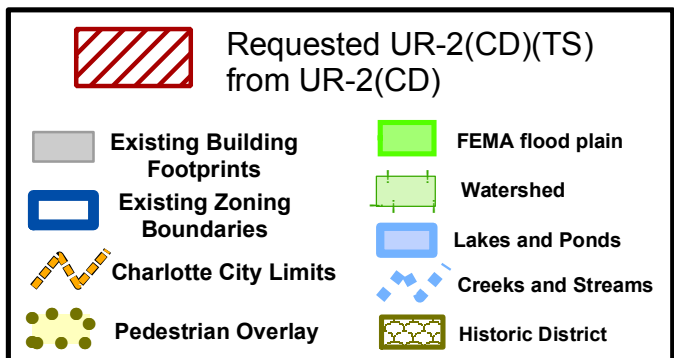 Requested UR-2(CD)(TS)
from UR-2(CD)
Existing Building
Footprints
Existing Zoning
Boundaries
Charlotte City Limits
Pedestrian Overlay
FEMA flood plain
Watershed
Lakes and Ponds
Creeks and Streams
Historic District